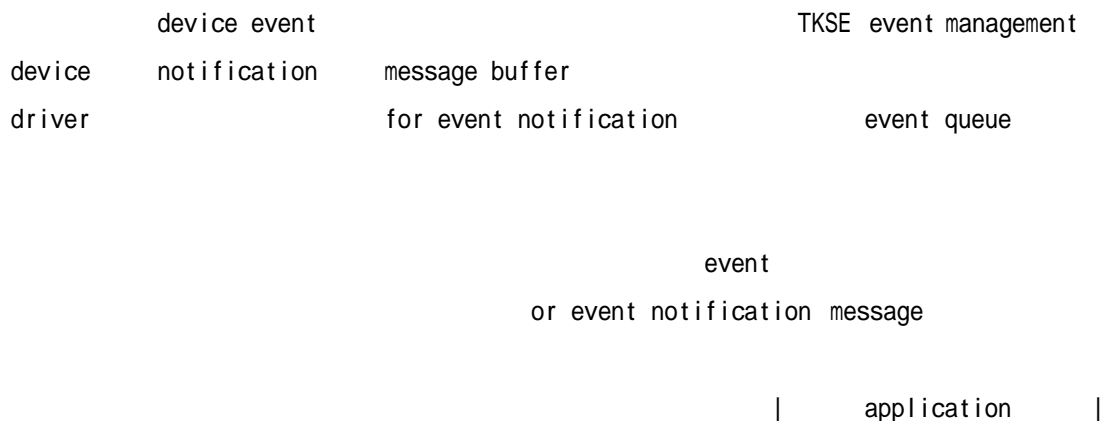 device event TKSE event management
device notification message buffer
driver for event notification event queue
event
or event notification message
| application |